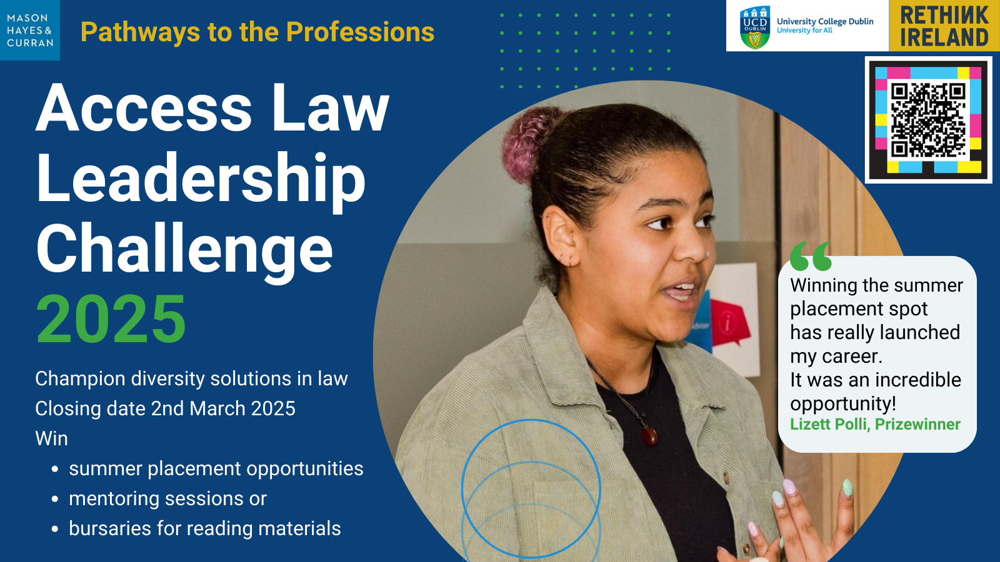 MASON
HAYES &
CURRAN
Pathways to the Professions
UCD
DUBLIN
University College Dublin
University for All
RETHINK
IRELAND
Access Law
Leadership
Challenge
2025
Champion diversity solutions in law
Closing date 2nd March 2025
Win
• summer placement opportunities
• mentoring sessions or
• bursaries for reading materials
“
Winning the summer
placement spot
has really launched
my career.
It was an incredible
opportunity!
Lizett Polli, Prizewinner